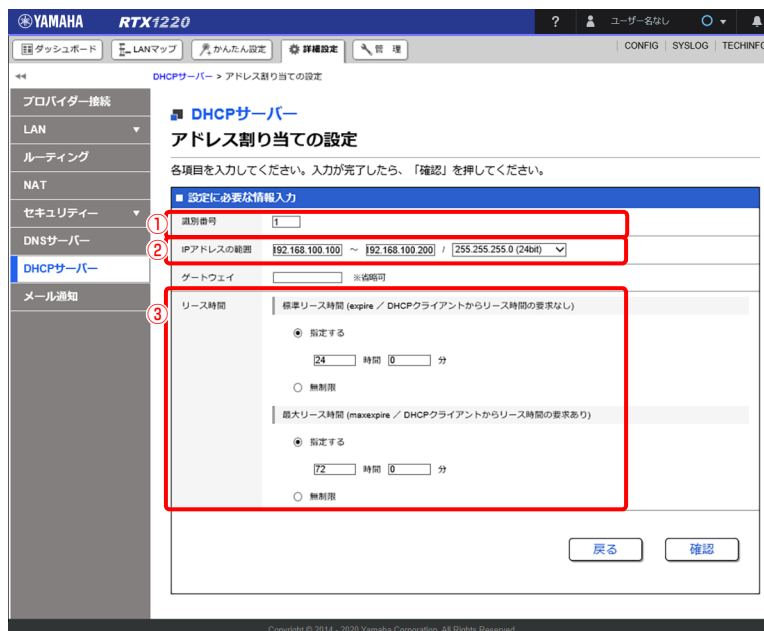 YAMAHA RTX1220 ? ユーザー名なし
ダッシュボード LANマップ かんたん設定 詳細設定 管 理 CONFIG SYSLOG TECHINFO
DHCPサーバー > アドレス割り当ての設定
プロバイダー接続
LAN
ルーティング
NAT
セキュリティー
DNSサーバー
DHCPサーバー
メール通知
DHCPサーバー
アドレス割り当ての設定
各項目を入力してください。入力が完了したら、「確認」を押してください。
■ 設定に必要な情報入力
① 識別番号 1
② IPアドレスの範囲 192.168.100.100 ~ 192.168.100.200 / 255.255.255.0 (24bit)
ゲートウェイ ※省略可
③ リース時間 標準リース時間 (expire / DHCPクライアントからリース時間の要求なし)
指定する
24 時間 0 分
無制限
最大リース時間 (maxexpire / DHCPクライアントからリース時間の要求あり)
指定する
72 時間 0 分
無制限
戻る 確認
Copyright © 2014 - 2020 Yamaha Corporation. All Rights Reserved.